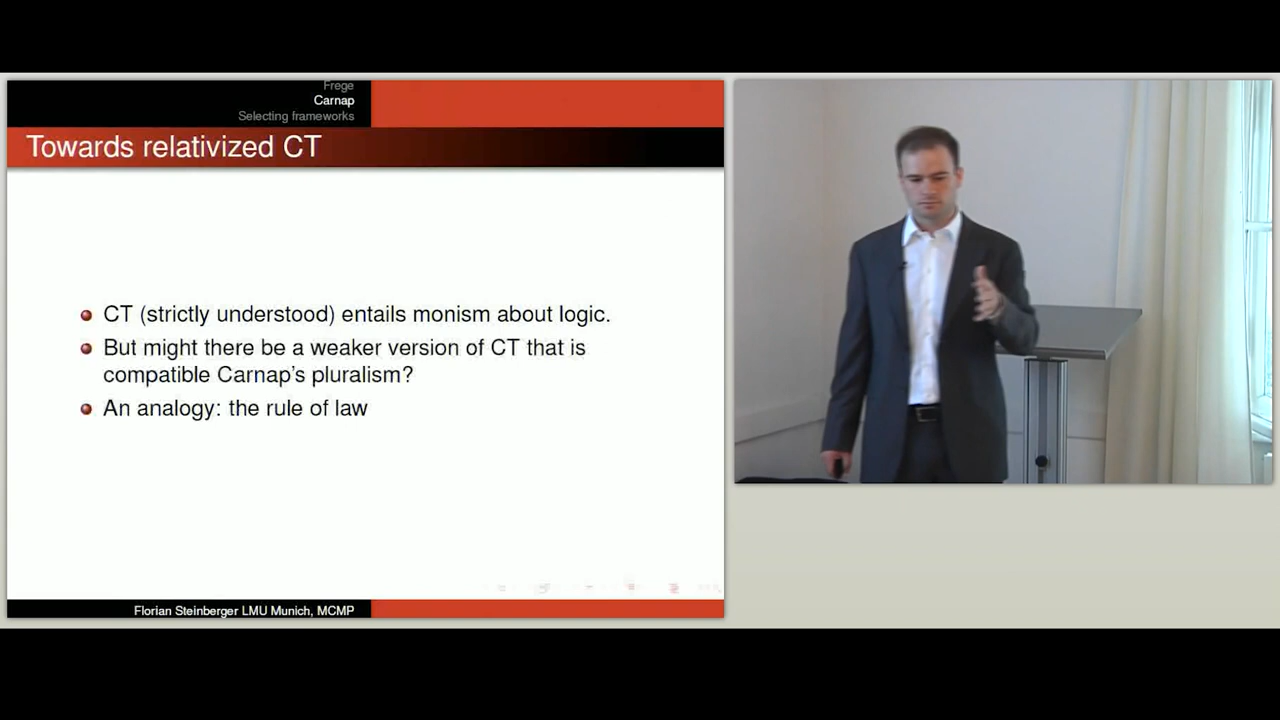 Frege
Carnap
Selecting frameworks
Towards relativized CT
CT (strictly understood) entails monism about logic.
But might there be a weaker version of CT that is
compatible Carnap's pluralism?
An analogy: the rule of law
Florian Steinberger LMU Munich, MCMP